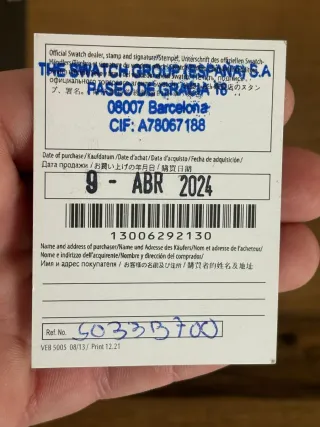 Official Swatch dealer, stamp and signature/Stempel, Unterschrift des offiziellen Swatch-
THE SWATCH GROUP (ESPAÑA) S.A
PASEO DE GRACIA 18
08007 Barcelona
CIF: A78067188
Date of purchase/Kaufdatum/Date d'achat/Data d'acquisto/Fecha de adquisición/
Дата продажи/お買い上げの年月日/購買日期
9 - ABR 2024
13006292130
Name and address of purchaser/Name und Adresse des Käufers/Nom et adresse de l'acheteur/
Nome e indirizzo dell'acquirente/Nombre y dirección del comprador/
Имя и адрес покупателя/お客様の名前及び住所/購買者的姓名及地址
Ref. No. SO33B700
VEB 5005 08/13/ Print 12.21